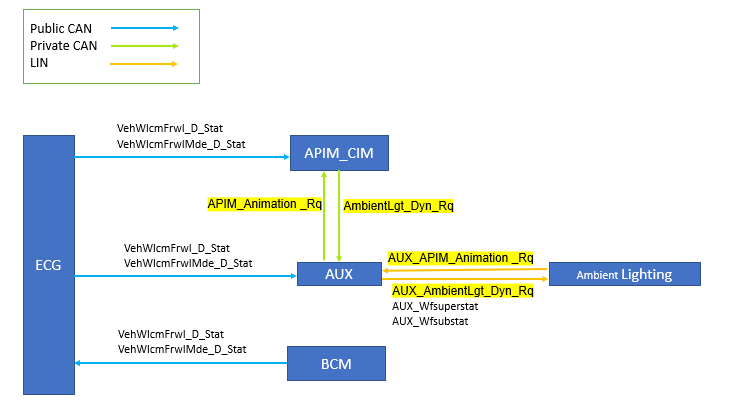 Public CAN
Private CAN
LIN
VehWlcmFrwl_D_Stat
VehWlcmFrwlMde_D_Stat
APIM_CIM
APIM_Animation _Rq
AmbientLgt_Dyn_Rq
ECG
VehWlcmFrwl_D_Stat
VehWlcmFrwlMde_D_Stat
AUX
AUX_APIM_Animation _Rq
Ambient Lighting
AUX_AmbientLgt_Dyn_Rq
AUX_Wfsuperstat
AUX_Wfsubstat
VehWlcmFrwl_D_Stat
VehWlcmFrwlMde_D_Stat
BCM